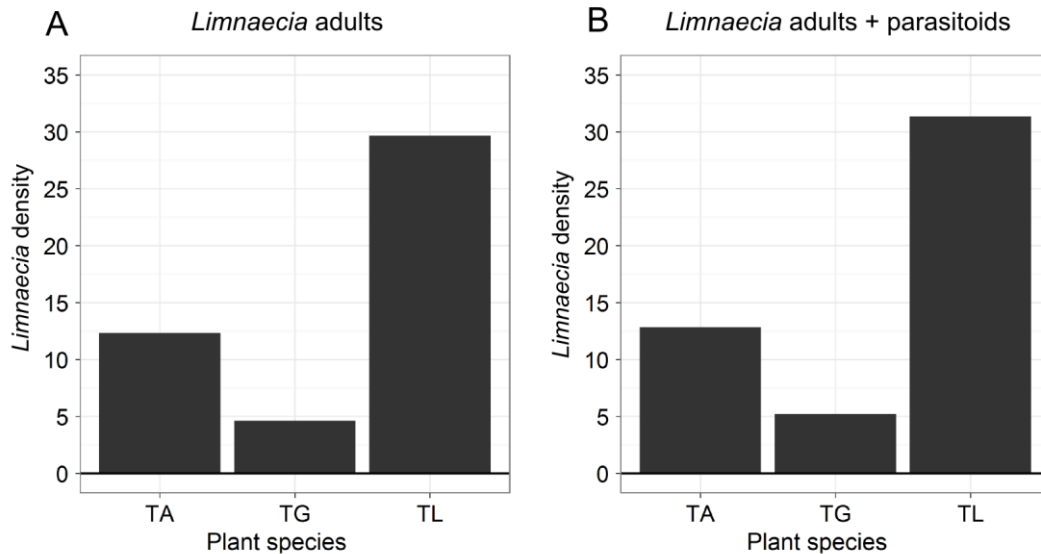 A
Limnaecia adults
35
30
25
20
15
10
5
0
Limnaecia density
TA TG TL
Plant species
B
Limnaecia adults + parasitoids
35
30
25
20
15
10
5
0
Limnaecia density
TA TG TL
Plant species